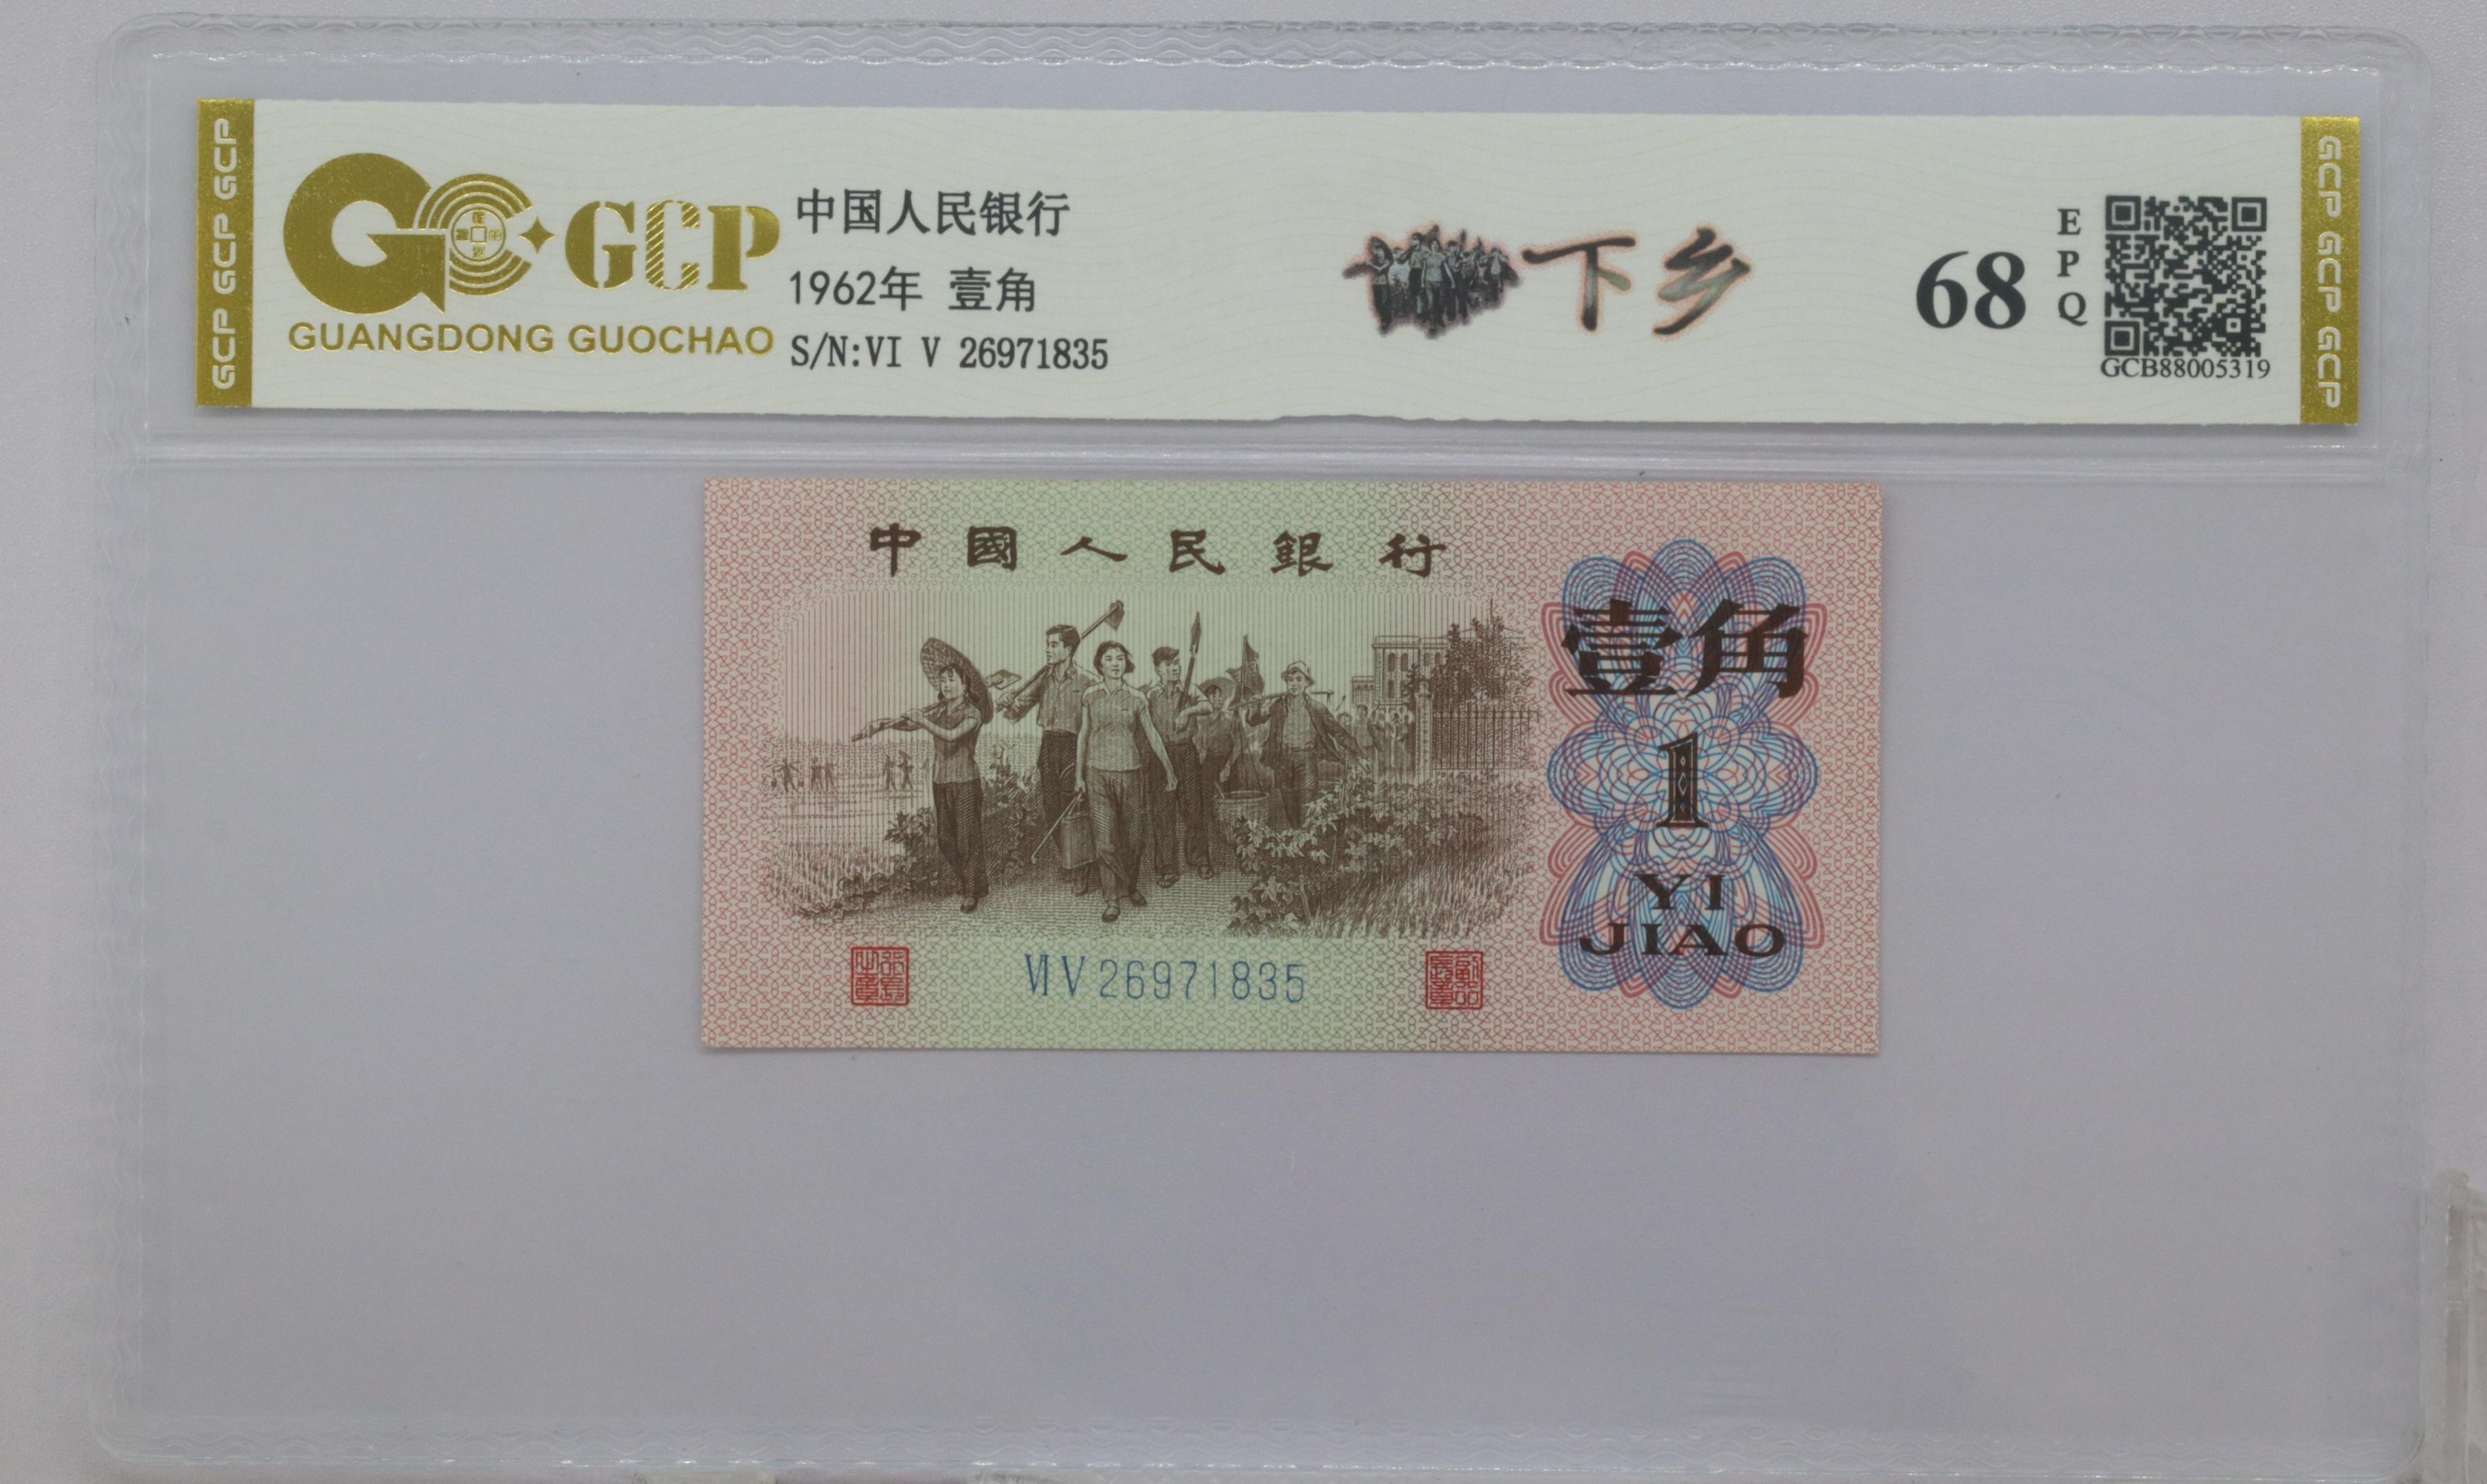 GCP GCP GCP
GCP
GUANGDONG GUOCHAO
中国人民银行
1962年 壹角
S/N:VI V 26971835
下乡
68
EPQ
GCB88005319
GCP GCP GCP
中國人民銀行
壹角
1
YI
JIAO
VI V 26971835